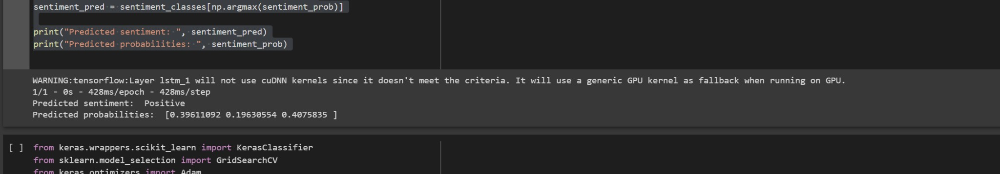 sentiment_pred = sentiment_classes[np.argmax(sentiment_prob)]
print("Predicted sentiment: ", sentiment_pred)
print("Predicted probabilities: ", sentiment_prob)
WARNING:tensorflow:Layer lstm_1 will not use cuDNN kernels since it doesn't meet the criteria. It will use a generic GPU kernel as fallback when running on GPU.
1/1 - 0s - 428ms/epoch - 428ms/step
Predicted sentiment:  Positive
Predicted probabilities:  [0.39611092 0.19630554 0.4075835 ]
[ ] from keras.wrappers.scikit_learn import KerasClassifier
from sklearn.model_selection import GridSearchCV
from keras.optimizers import Adam